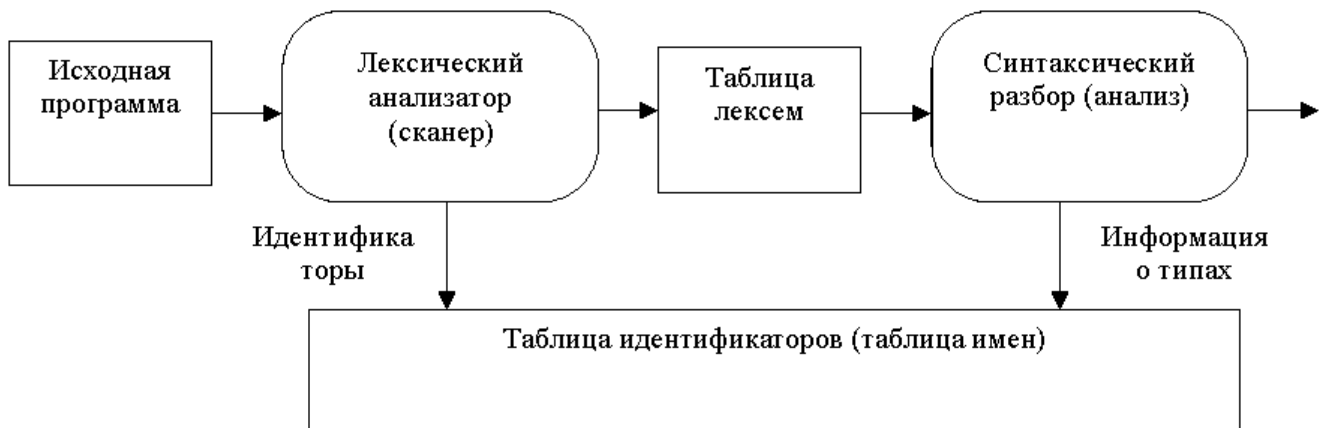 Исходная
программа
Лексический
анализатор
(сканер)
Таблица
лексем
Синтаксический
разбор (анализ)
Идентифика
торы
Информация
о типах
Таблица идентификаторов (таблица имен)